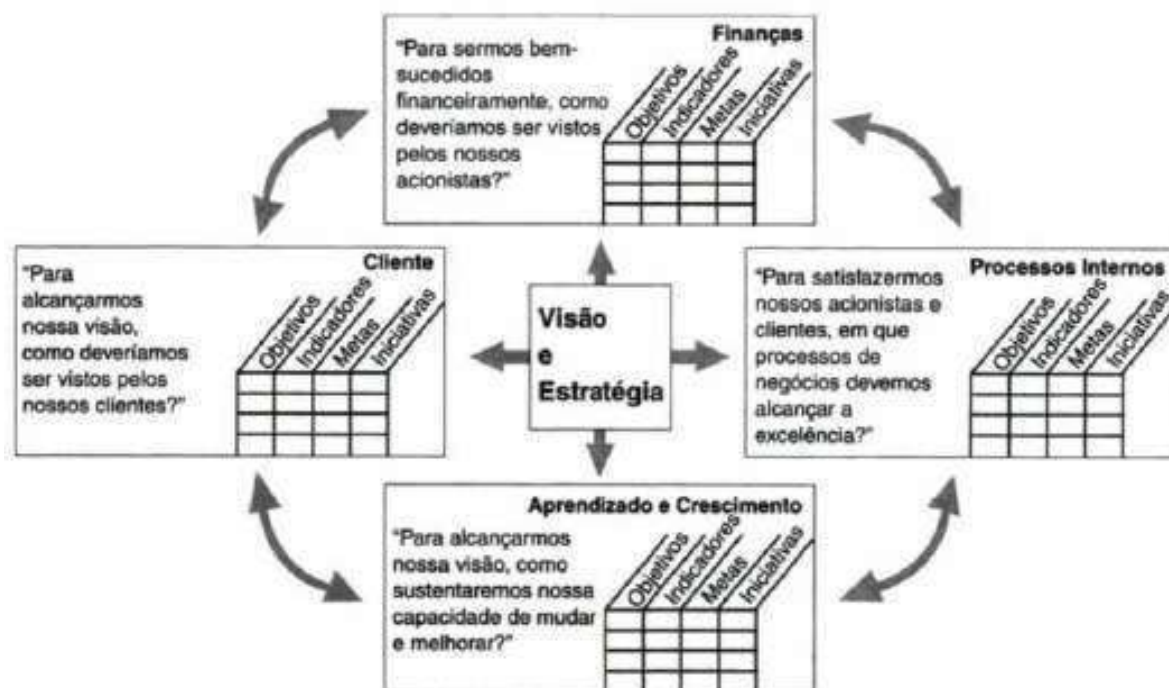 Finanças
"Para sermos bem-
sucedidos
financeiramente, como
deveríamos ser vistos
pelos nossos
acionistas?"
Objetivos
Indicadores
Metas
Iniciativas
Cliente
"Para
alcançarmos
nossa visão,
como deveríamos
ser vistos pelos
nossos clientes?"
Objetivos
Indicadores
Metas
Iniciativas
Visão
e
Estratégia
Processos Internos
"Para satisfazermos
nossos acionistas e
clientes, em que
processos de
negócios devemos
alcançar a
excelência?"
Objetivos
Indicadores
Metas
Iniciativas
Aprendizado e Crescimento
"Para alcançarmos
nossa visão, como
sustentaremos nossa
capacidade de mudar
e melhorar?"
Objetivos
Indicadores
Metas
Iniciativas